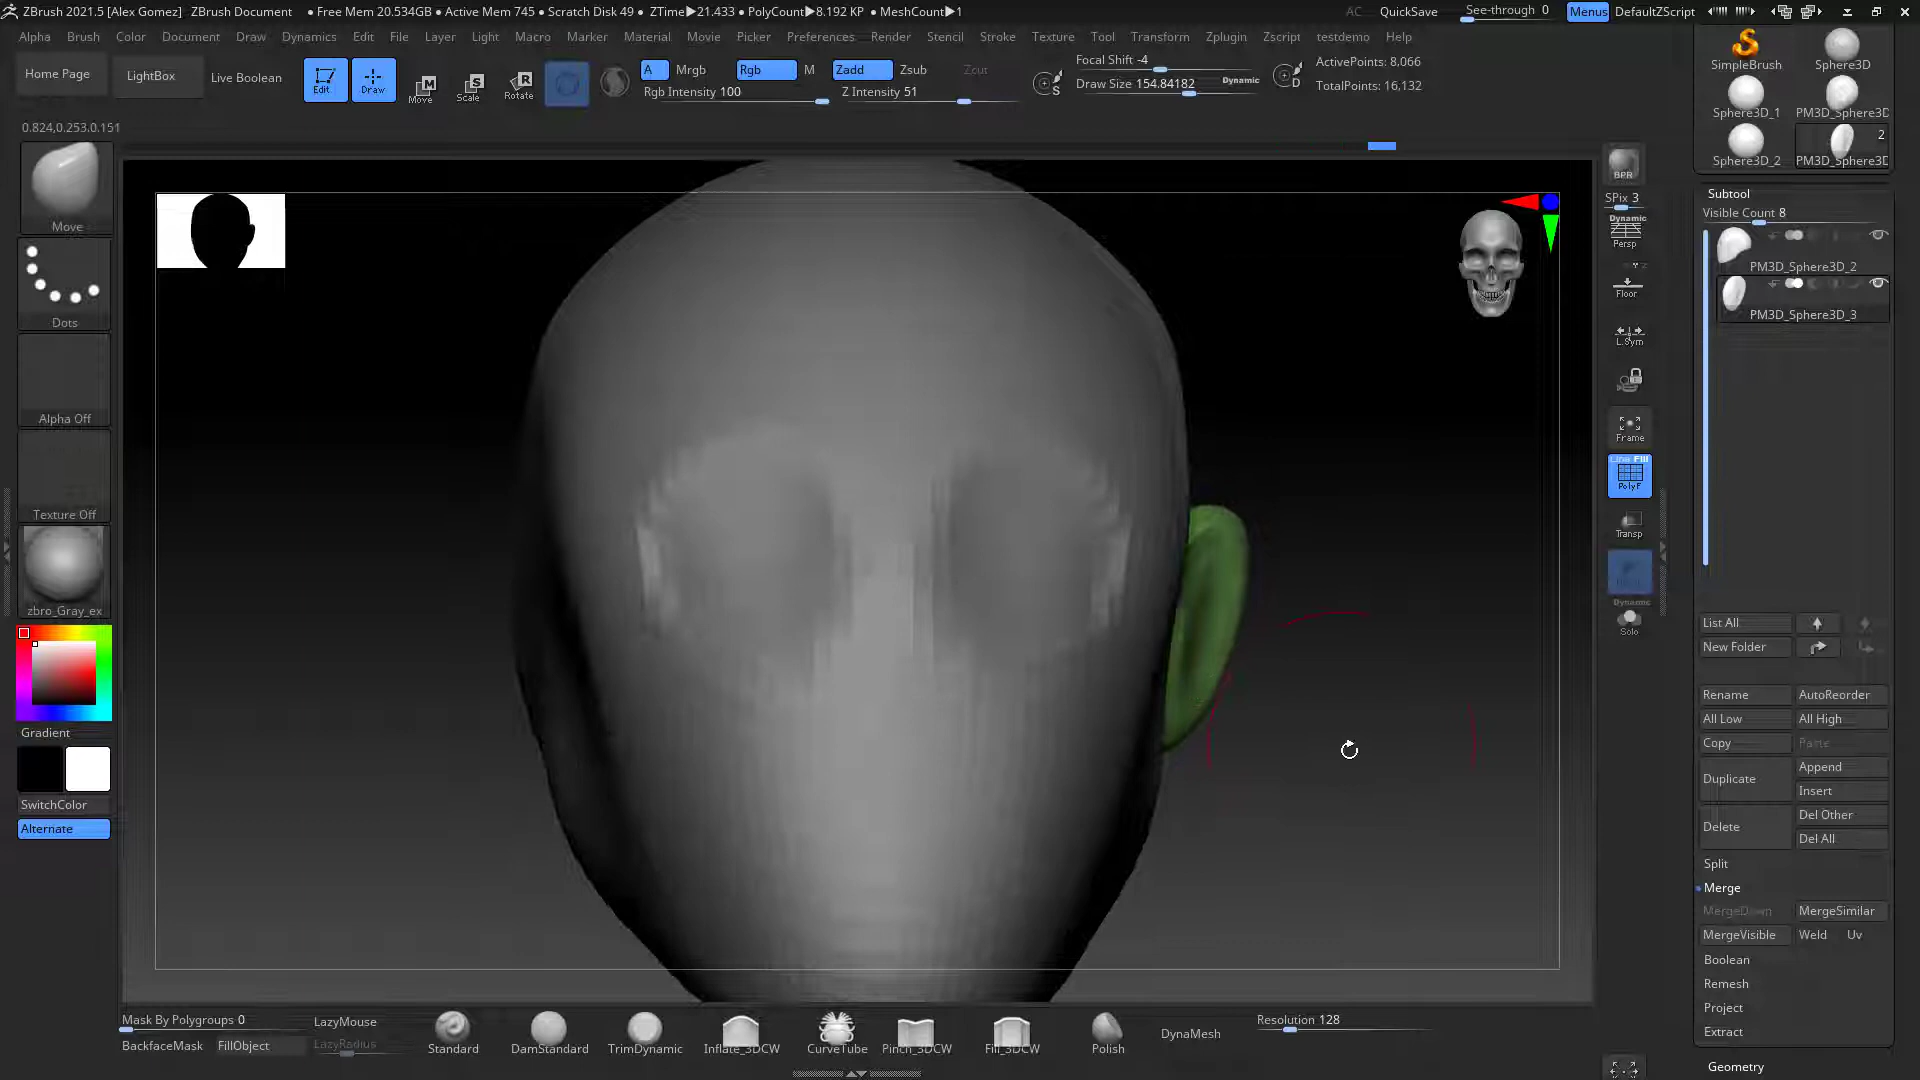 ZBrush 2021.5 [Alex Gomez] ZBrush Document • Free Mem 20.534GB • Active Mem 745 • Scratch Disk 49 • ZTime▶21.433 • PolyCount▶8.192 KP • MeshCount▶1 AC QuickSave See-through 0 Menus DefaultZScript
Alpha Brush Color Document Draw Dynamics Edit File Layer Light Macro Marker Material Movie Picker Preferences Render Stencil Stroke Texture Tool Transform Zplugin Zscript testdemo Help
Home Page LightBox Live Boolean Edit Draw Move Scale Rotate
A Mrgb Rgb M Zadd Zsub Zcut
Rgb Intensity 100 Z Intensity 51
Focal Shift -4
Draw Size 154.84182 Dynamic
S D
ActivePoints: 8.066
TotalPoints: 16,132
0.824,0.253,0.151
Move
Dots
Alpha Off
Texture Off
zbro_Gray_ex
Gradient
SwitchColor
Alternate
BPR
SPix 3
Dynamic
Persp
Floor
L.Sym
Frame
Line Fill
PolyF
Transp
Dynamic
Solo
SimpleBrush Sphere3D
Sphere3D_1 PM3D_Sphere3D
2
Sphere3D_2 PM3D_Sphere3D
Subtool
Visible Count 8
PM3D_Sphere3D_2
PM3D_Sphere3D_3
List All
New Folder
Rename AutoReorder
All Low All High
Copy Paste
Duplicate Append
Insert
Delete Del Other
Del All
Split
Merge
MergeDown MergeSimilar
MergeVisible Weld Uv
Boolean
Remesh
Project
Extract
Geometry
Mask By Polygroups 0 LazyMouse
BackfaceMask FillObject LazyRadius
Standard DamStandard TrimDynamic Inflate_3DCW CurveTube Pinch_3DCW Fill_3DCW Polish DynaMesh
Resolution 128